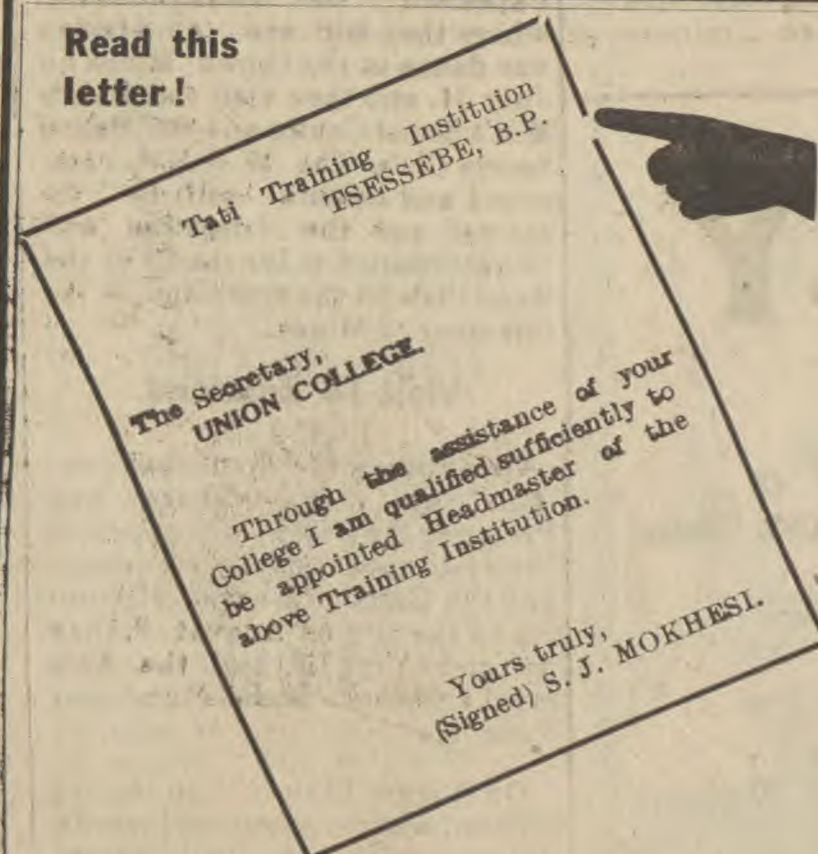 Read this
letter!
Tati Training Instituion
TSESSEBE, B.P.
The Secretary,
UNION COLLEGE.
Through the assistance of your
College I am qualified sufficiently to
be appointed Headmaster of the
above Training Institution.
Yours truly,
(Signed) S. J. MOKHESI.